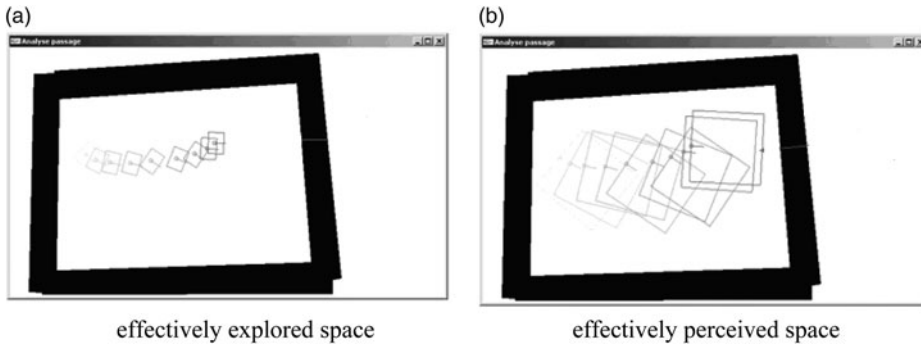 (a)
Analyse passage
effectively explored space
(b)
Analyse passage
effectively perceived space